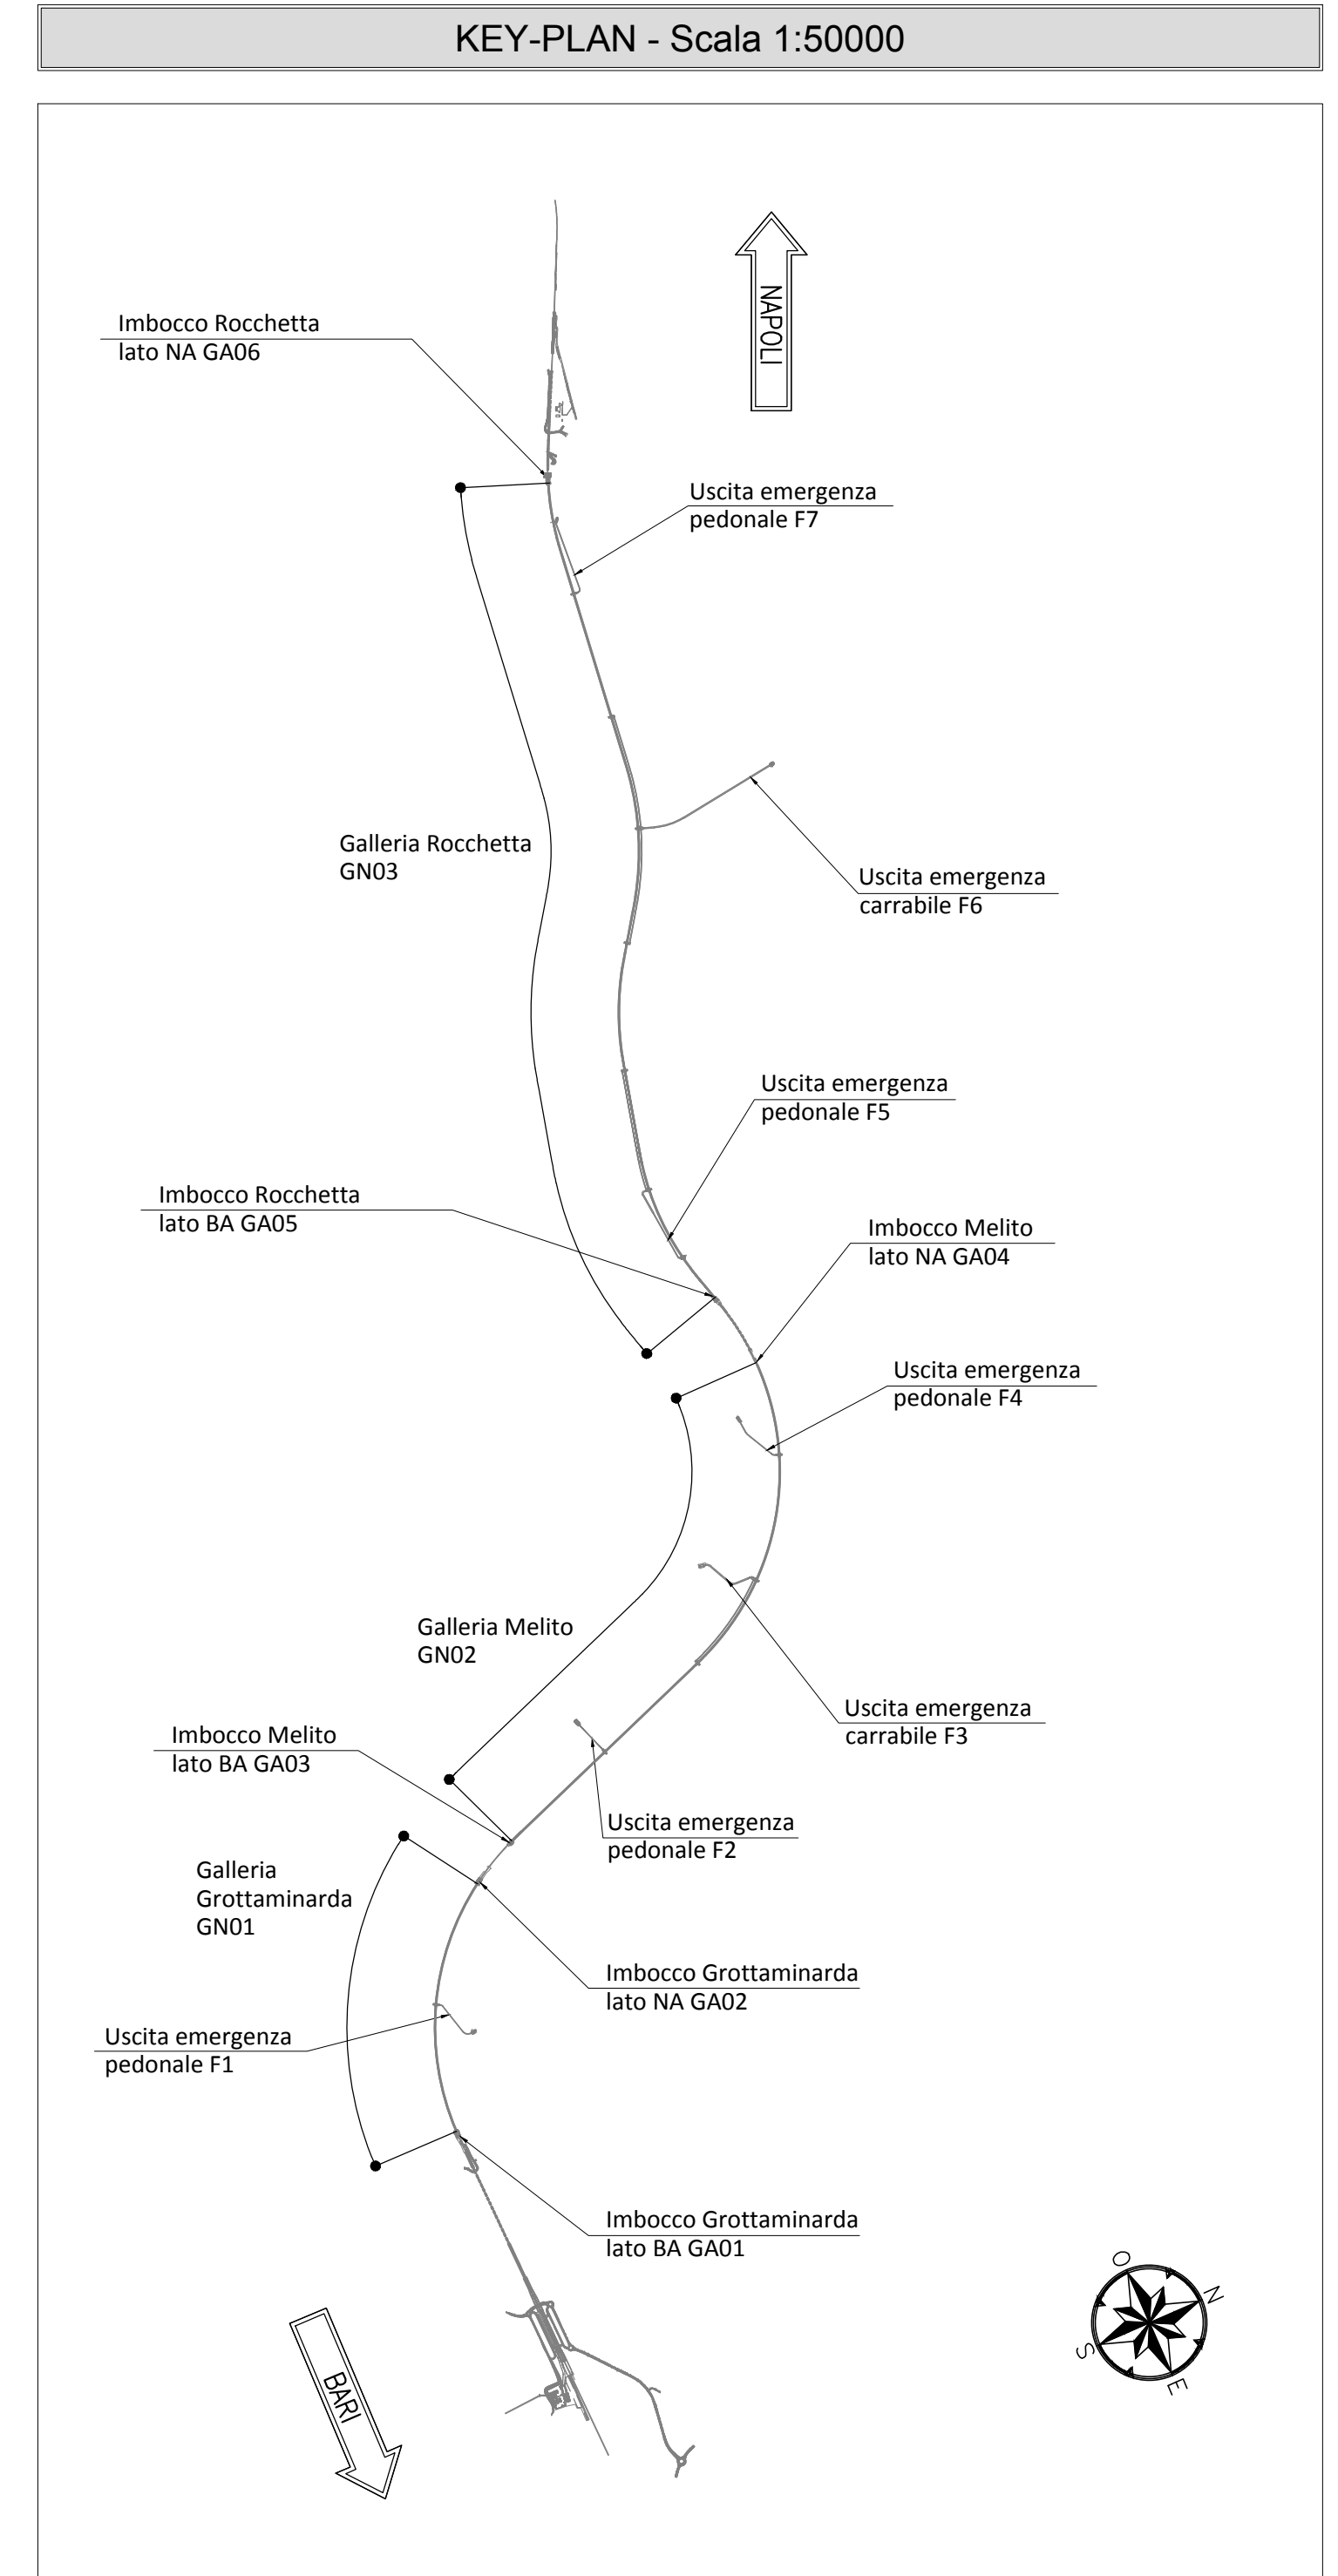 KEY-PLAN - Scala 1:50000
NAPOLI
Imbocco Rocchetta
lato NA GA06
Uscita emergenza
pedonale F7
Galleria Rocchetta
GN03
Uscita emergenza
carrabile F6
Uscita emergenza
pedonale F5
Imbocco Rocchetta
lato BA GA05
Imbocco Melito
lato NA GA04
Uscita emergenza
pedonale F4
Galleria Melito
GN02
Uscita emergenza
carrabile F3
Imbocco Melito
lato BA GA03
Uscita emergenza
pedonale F2
Galleria
Grottaminarda
GN01
Imbocco Grottaminarda
lato NA GA02
Uscita emergenza
pedonale F1
Imbocco Grottaminarda
lato BA GA01
O
N
S
E
BARI